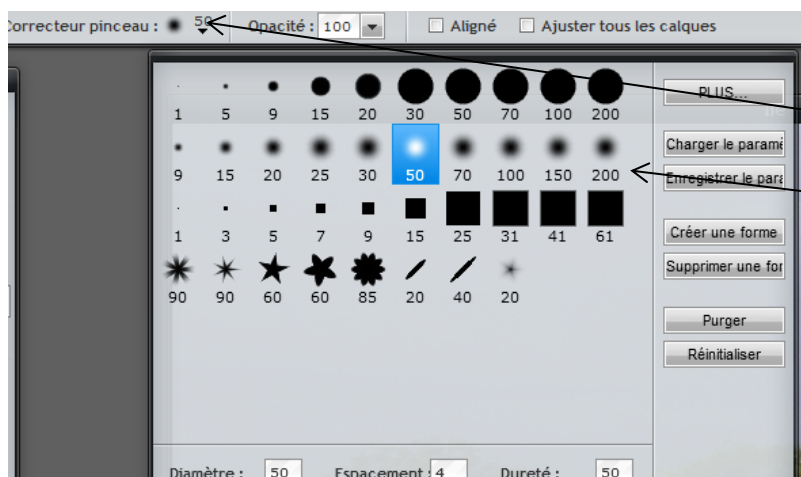 Correcteur pinceau : 50 Opacité : 100 Aligné Ajuster tous les calques
PLUS...
1 5 9 15 20 30 50 70 100 200
Charger le paramè
9 15 20 25 30 50 70 100 150 200
Enregistrer le para
1 3 5 7 9 15 25 31 41 61
Créer une forme
Supprimer une for
90 90 60 60 85 20 40 20
Purger
Réinitialiser
Diamètre : 50 Espacement : 4 Dureté : 50